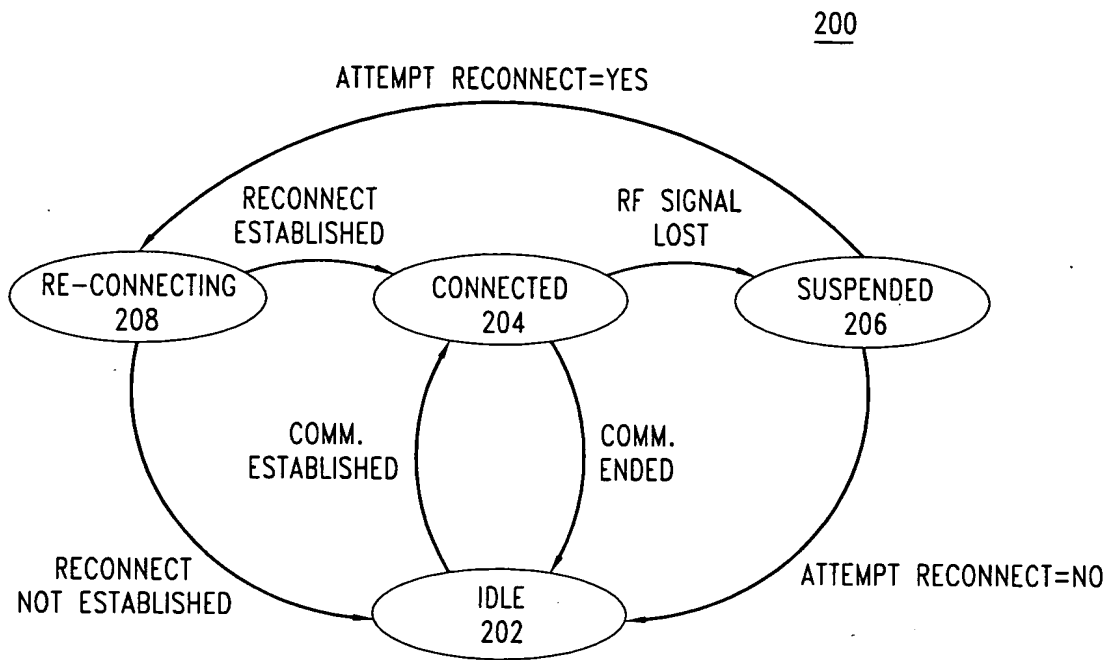 200
ATTEMPT RECONNECT=YES
RECONNECT
ESTABLISHED
RF SIGNAL
LOST
RE-CONNECTING
208
CONNECTED
204
SUSPENDED
206
COMM.
ESTABLISHED
COMM.
ENDED
RECONNECT
NOT ESTABLISHED
IDLE
202
ATTEMPT RECONNECT=NO